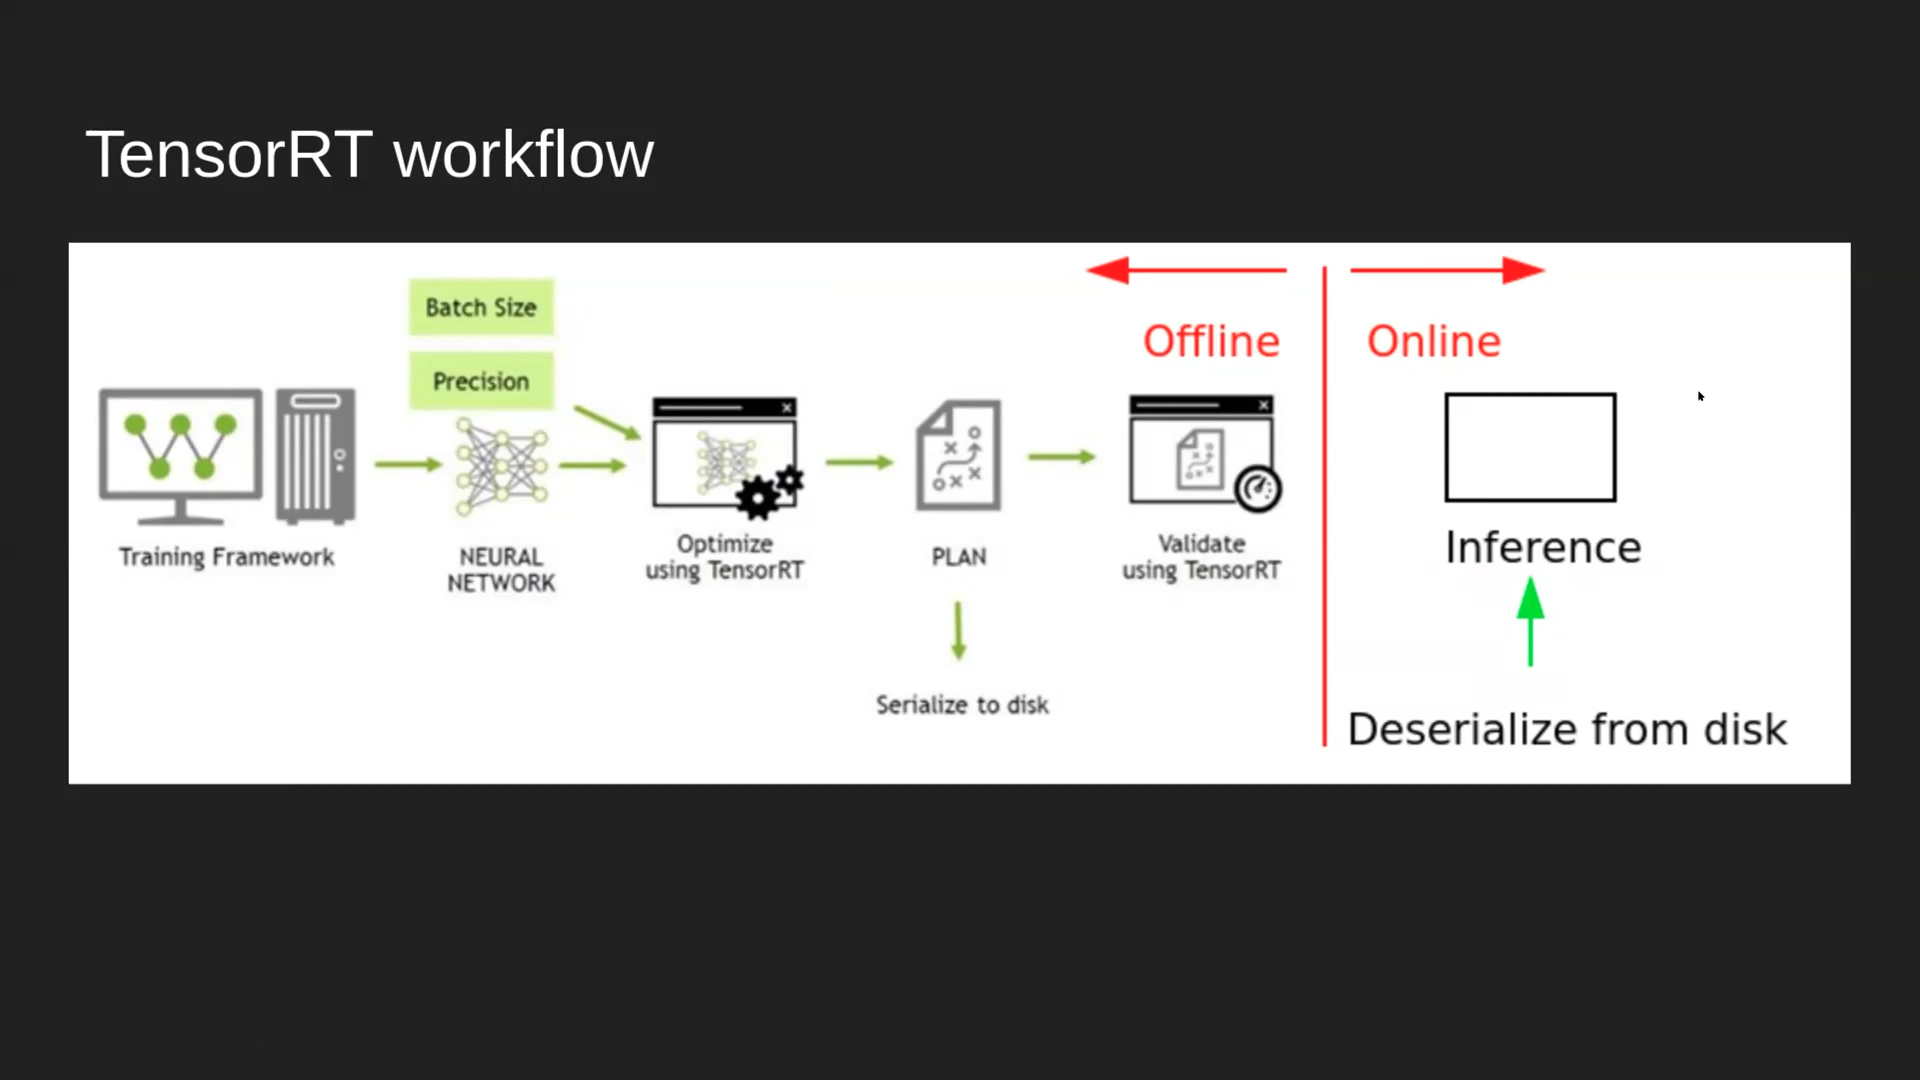 TensorRT workflow
Batch Size
Precision
Offline
Online
Training Framework
NEURAL
NETWORK
Optimize
using TensorRT
PLAN
Validate
using TensorRT
Inference
Serialize to disk
Deserialize from disk